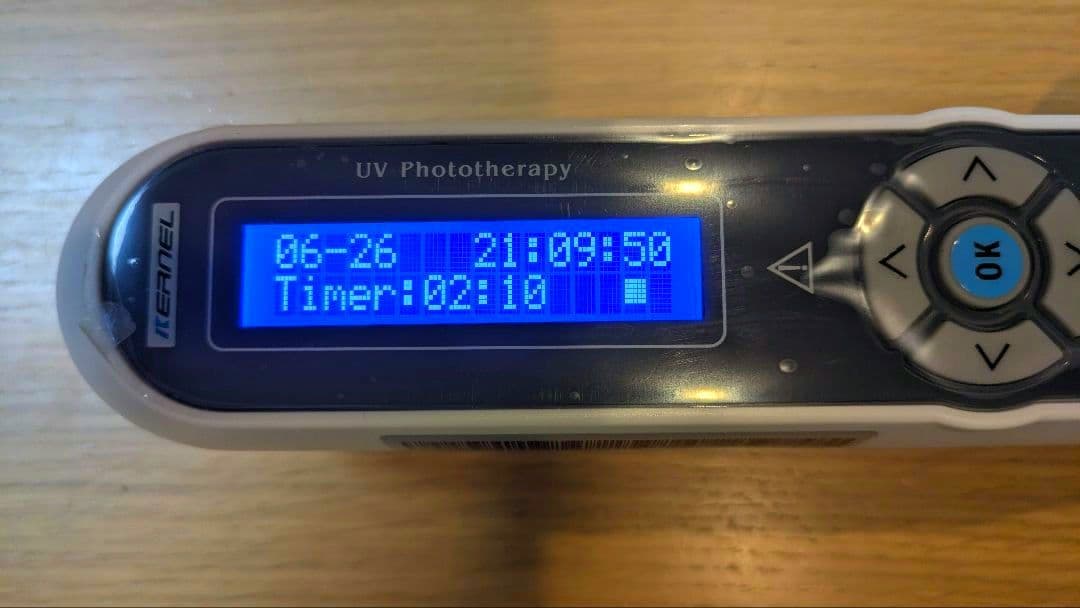 UV Phototherapy
KERNEL
06-26 21:09:50
Timer:02:10
OK